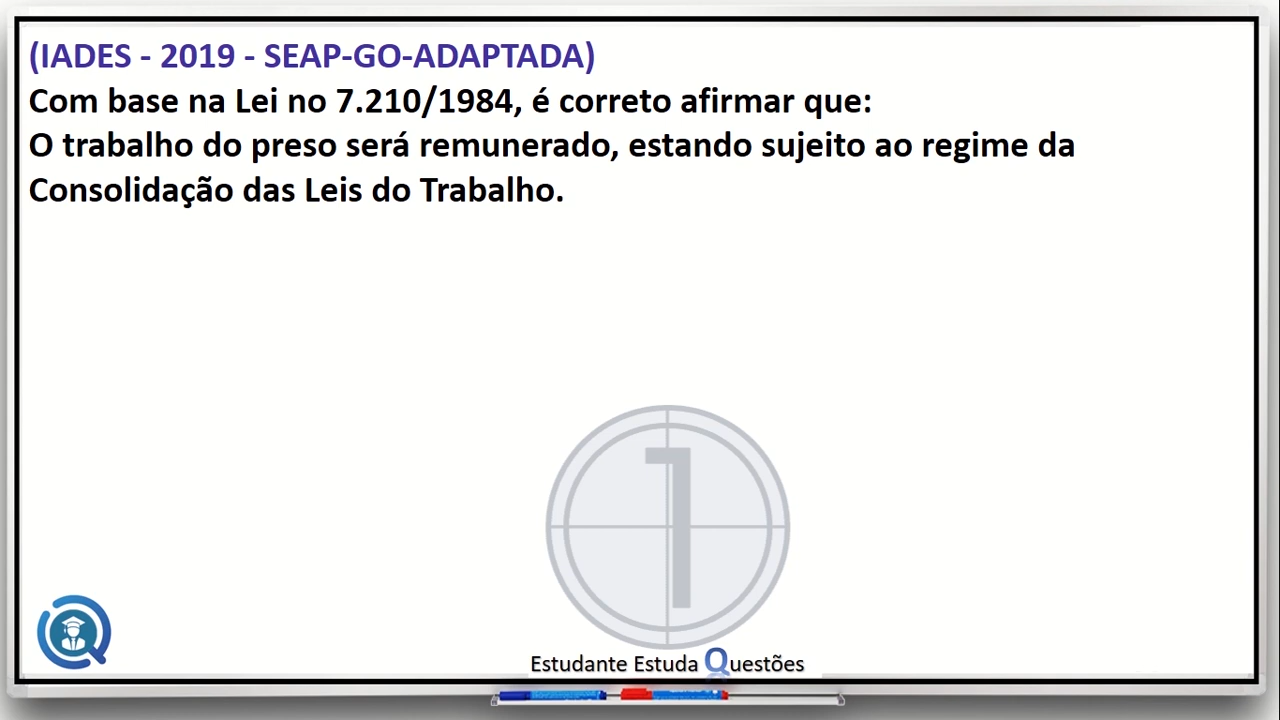 (IADES - 2019 - SEAP-GO-ADAPTADA)
Com base na Lei no 7.210/1984, é correto afirmar que:
O trabalho do preso será remunerado, estando sujeito ao regime da
Consolidação das Leis do Trabalho.
1
Estudante Estuda Questões